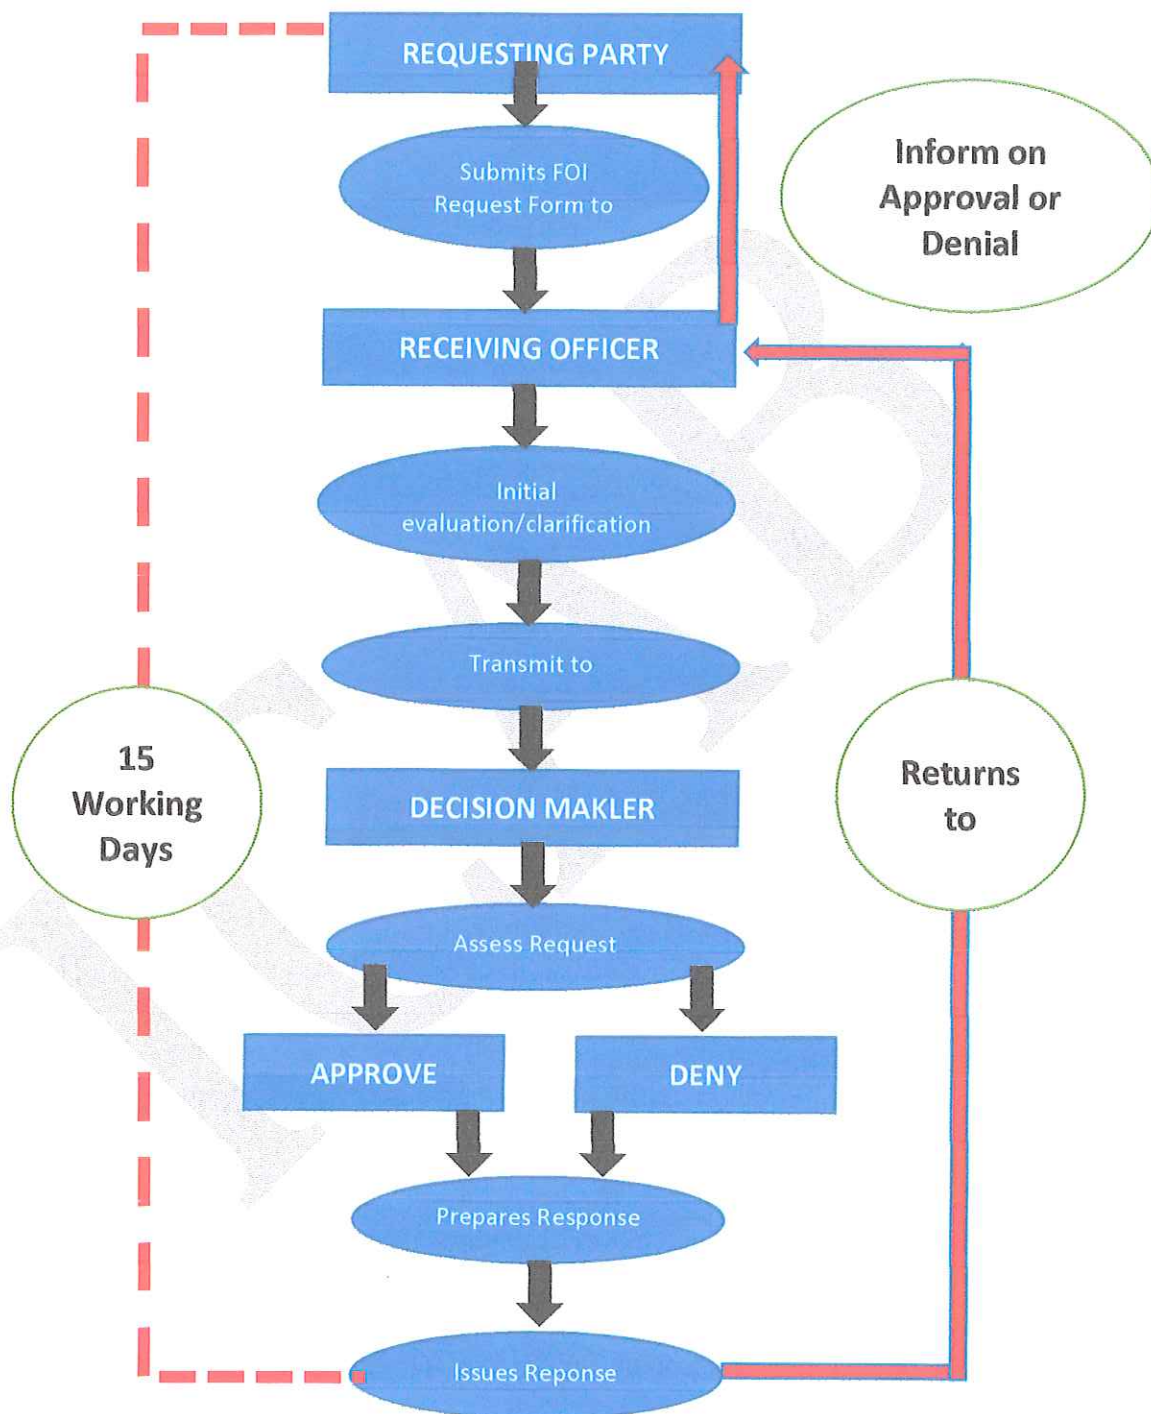 REQUESTING PARTY
Submits FOI
Request Form to
Inform on
Approval or
Denial
RECEIVING OFFICER
Initial
evaluation/clarification
Transmit to
15
Working
Days
DECISION MAKLER
Returns
to
Assess Request
APPROVE
DENY
Prepares Response
Issues Reponse